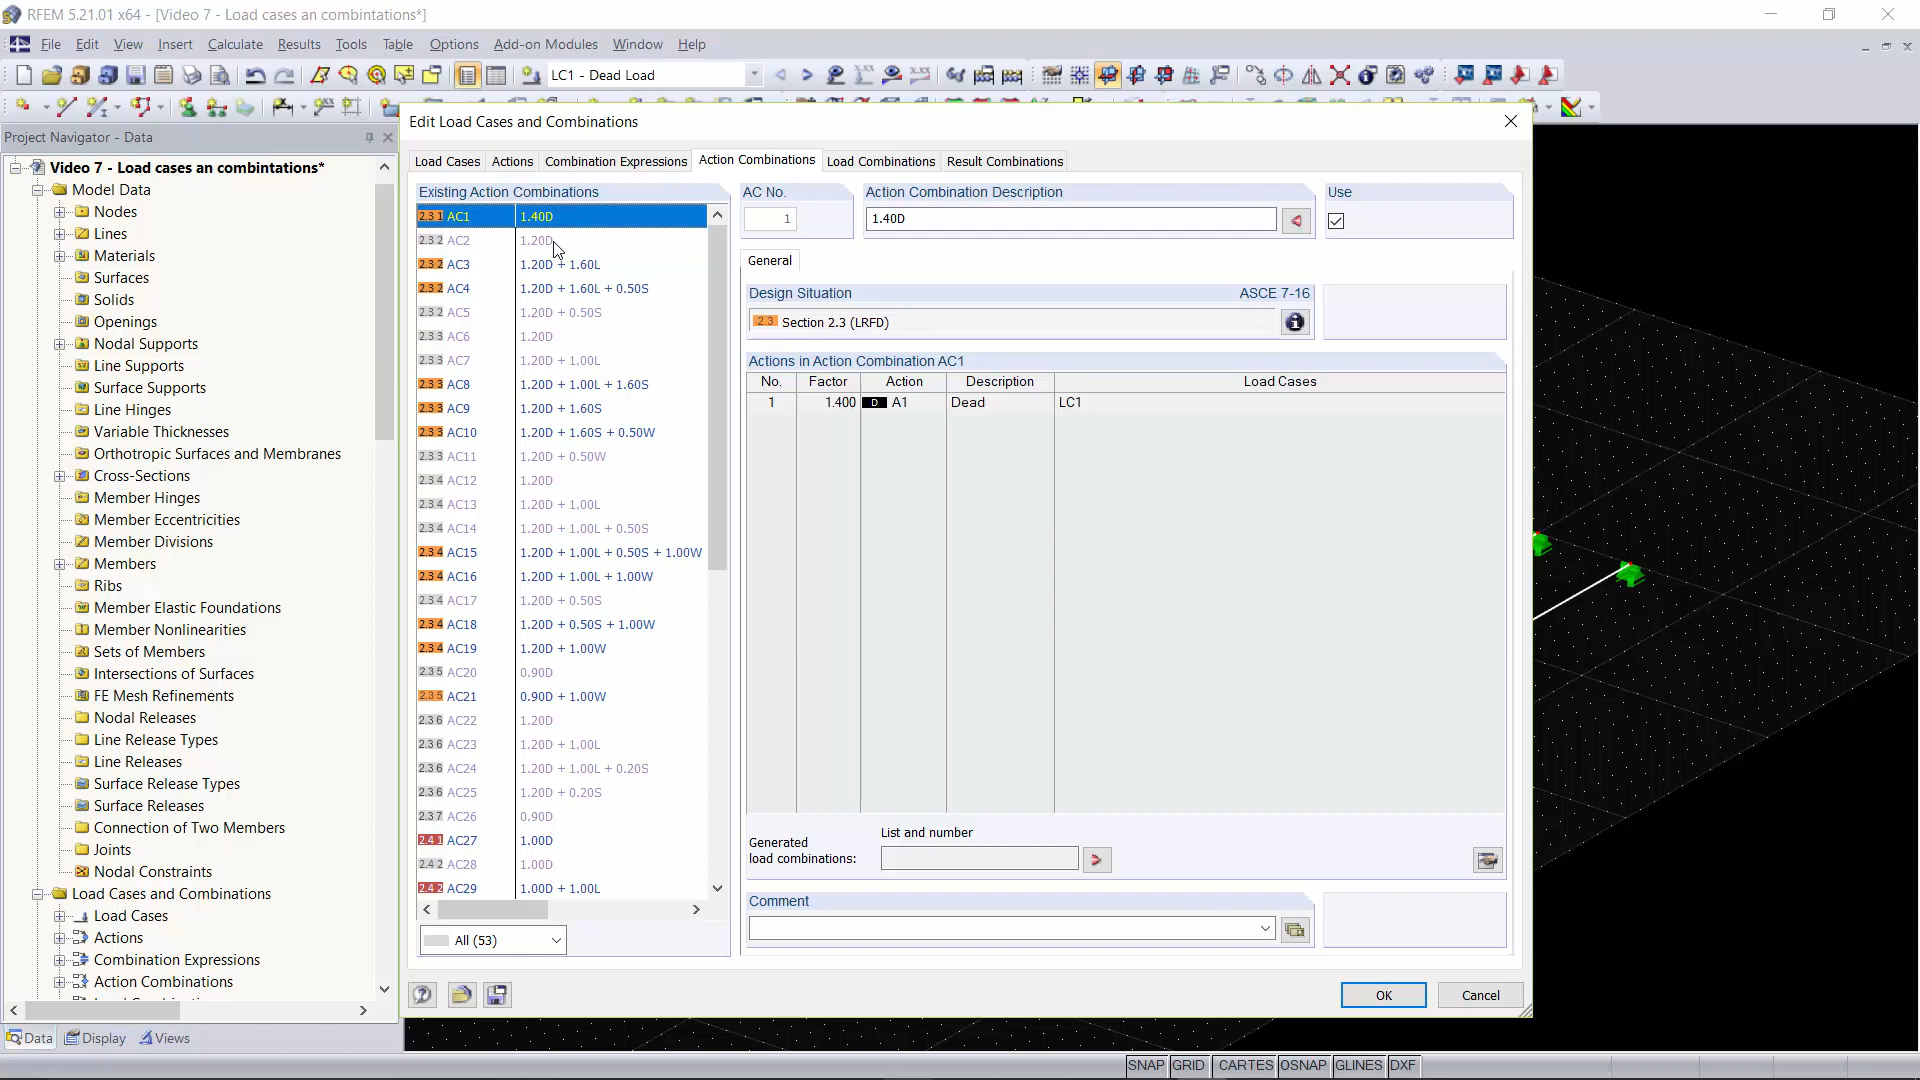 RFEM 5.21.01 x64 - [Video 7 - Load cases an combintations*]
File Edit View Insert Calculate Results Tools Table Options Add-on Modules Window Help
LC1 - Dead Load
Project Navigator - Data
Video 7 - Load cases an combintations*
Model Data
Nodes
Lines
Materials
Surfaces
Solids
Openings
Nodal Supports
Line Supports
Surface Supports
Line Hinges
Variable Thicknesses
Orthotropic Surfaces and Membranes
Cross-Sections
Member Hinges
Member Eccentricities
Member Divisions
Members
Ribs
Member Elastic Foundations
Member Nonlinearities
Sets of Members
Intersections of Surfaces
FE Mesh Refinements
Nodal Releases
Line Release Types
Line Releases
Surface Release Types
Surface Releases
Connection of Two Members
Joints
Nodal Constraints
Load Cases and Combinations
Load Cases
Actions
Combination Expressions
Action Combinations
Data Display Views
Edit Load Cases and Combinations
Load Cases Actions Combination Expressions Action Combinations Load Combinations Result Combinations
Existing Action Combinations
2.3 1 AC1 1.40D
2.3 2 AC2 1.20D
2.3 2 AC3 1.20D + 1.60L
2.3 2 AC4 1.20D + 1.60L + 0.50S
2.3 2 AC5 1.20D + 0.50S
2.3 3 AC6 1.20D
2.3 3 AC7 1.20D + 1.00L
2.3 3 AC8 1.20D + 1.00L + 1.60S
2.3 3 AC9 1.20D + 1.60S
2.3 3 AC10 1.20D + 1.60S + 0.50W
2.3 3 AC11 1.20D + 0.50W
2.3 4 AC12 1.20D
2.3 4 AC13 1.20D + 1.00L
2.3 4 AC14 1.20D + 1.00L + 0.50S
2.3 4 AC15 1.20D + 1.00L + 0.50S + 1.00W
2.3 4 AC16 1.20D + 1.00L + 1.00W
2.3 4 AC17 1.20D + 0.50S
2.3 4 AC18 1.20D + 0.50S + 1.00W
2.3 4 AC19 1.20D + 1.00W
2.3 5 AC20 0.90D
2.3 5 AC21 0.90D + 1.00W
2.3 6 AC22 1.20D
2.3 6 AC23 1.20D + 1.00L
2.3 6 AC24 1.20D + 1.00L + 0.20S
2.3 6 AC25 1.20D + 0.20S
2.3 7 AC26 0.90D
2.4 1 AC27 1.00D
2.4 2 AC28 1.00D
2.4 2 AC29 1.00D + 1.00L
All (53)
AC No.
1
Action Combination Description
1.40D
Use
General
Design Situation ASCE 7-16
2.3 Section 2.3 (LRFD)
Actions in Action Combination AC1
No. Factor Action Description Load Cases
1 1.400 D A1 Dead LC1
Generated
load combinations:
List and number
Comment
OK Cancel
SNAP GRID CARTES OSNAP GLINES DXF